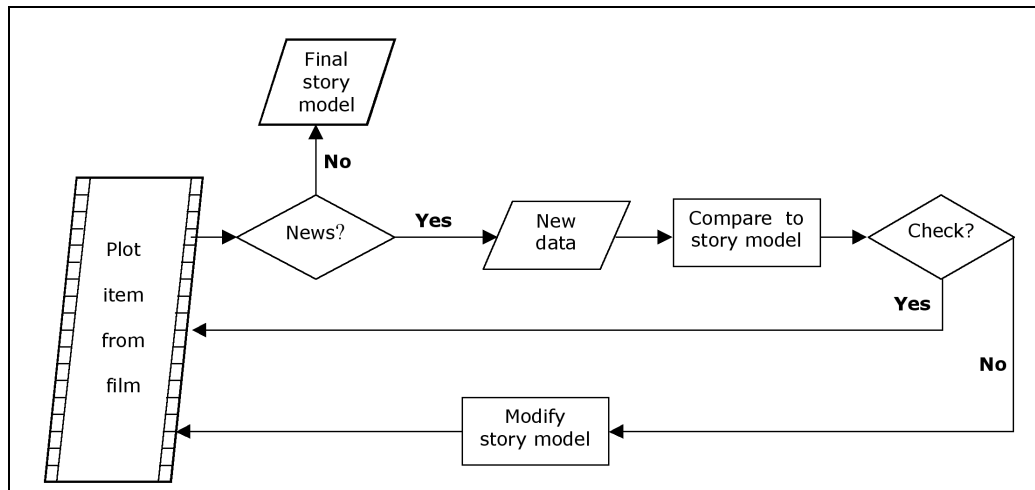 Final
story
model
No
Plot
item
from
film
News?
Yes
New
data
Compare to
story model
Check?
Yes
No
Modify
story model